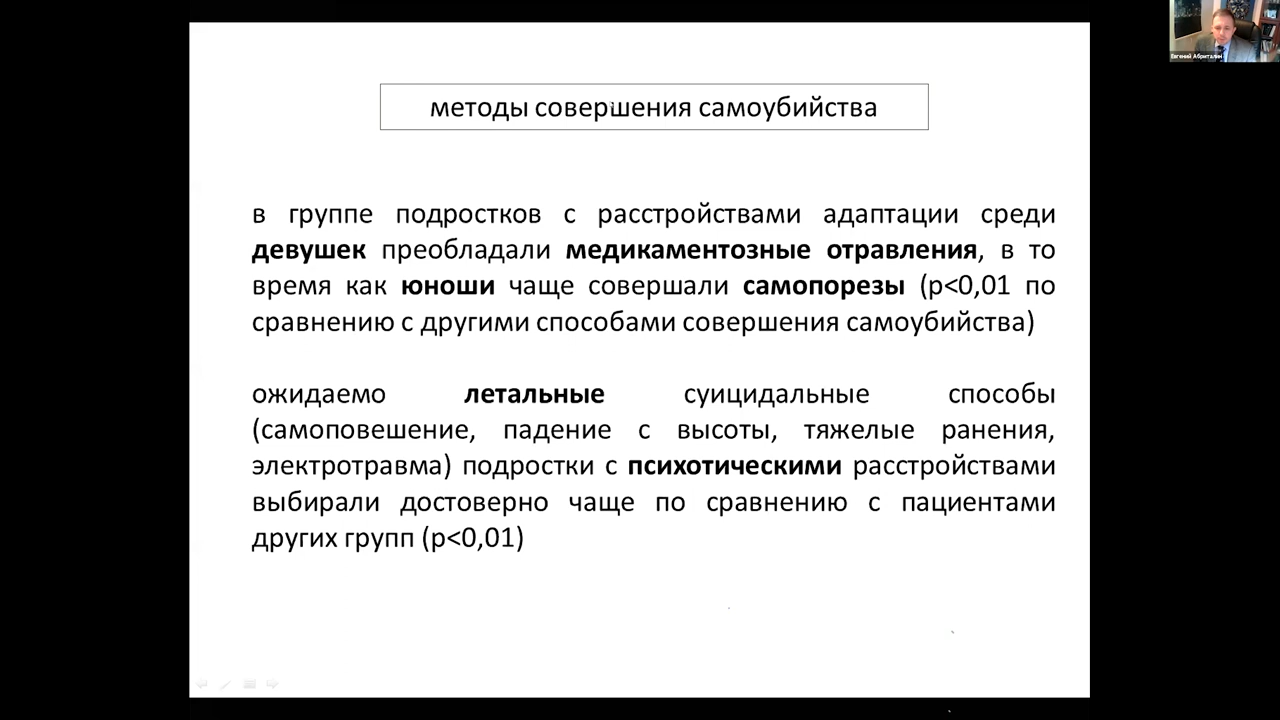 методы совершения самоубийства
в группе подростков с расстройствами адаптации среди
девушек преобладали медикаментозные отравления, в то
время как юноши чаще совершали самопорезы (p<0,01 по
сравнению с другими способами совершения самоубийства)
ожидаемо летальные суицидальные способы
(самоповешение, падение с высоты, тяжелые ранения,
электротравма) подростки с психотическими расстройствами
выбирали достоверно чаще по сравнению с пациентами
других групп (p<0,01)
Евгений Абриталин